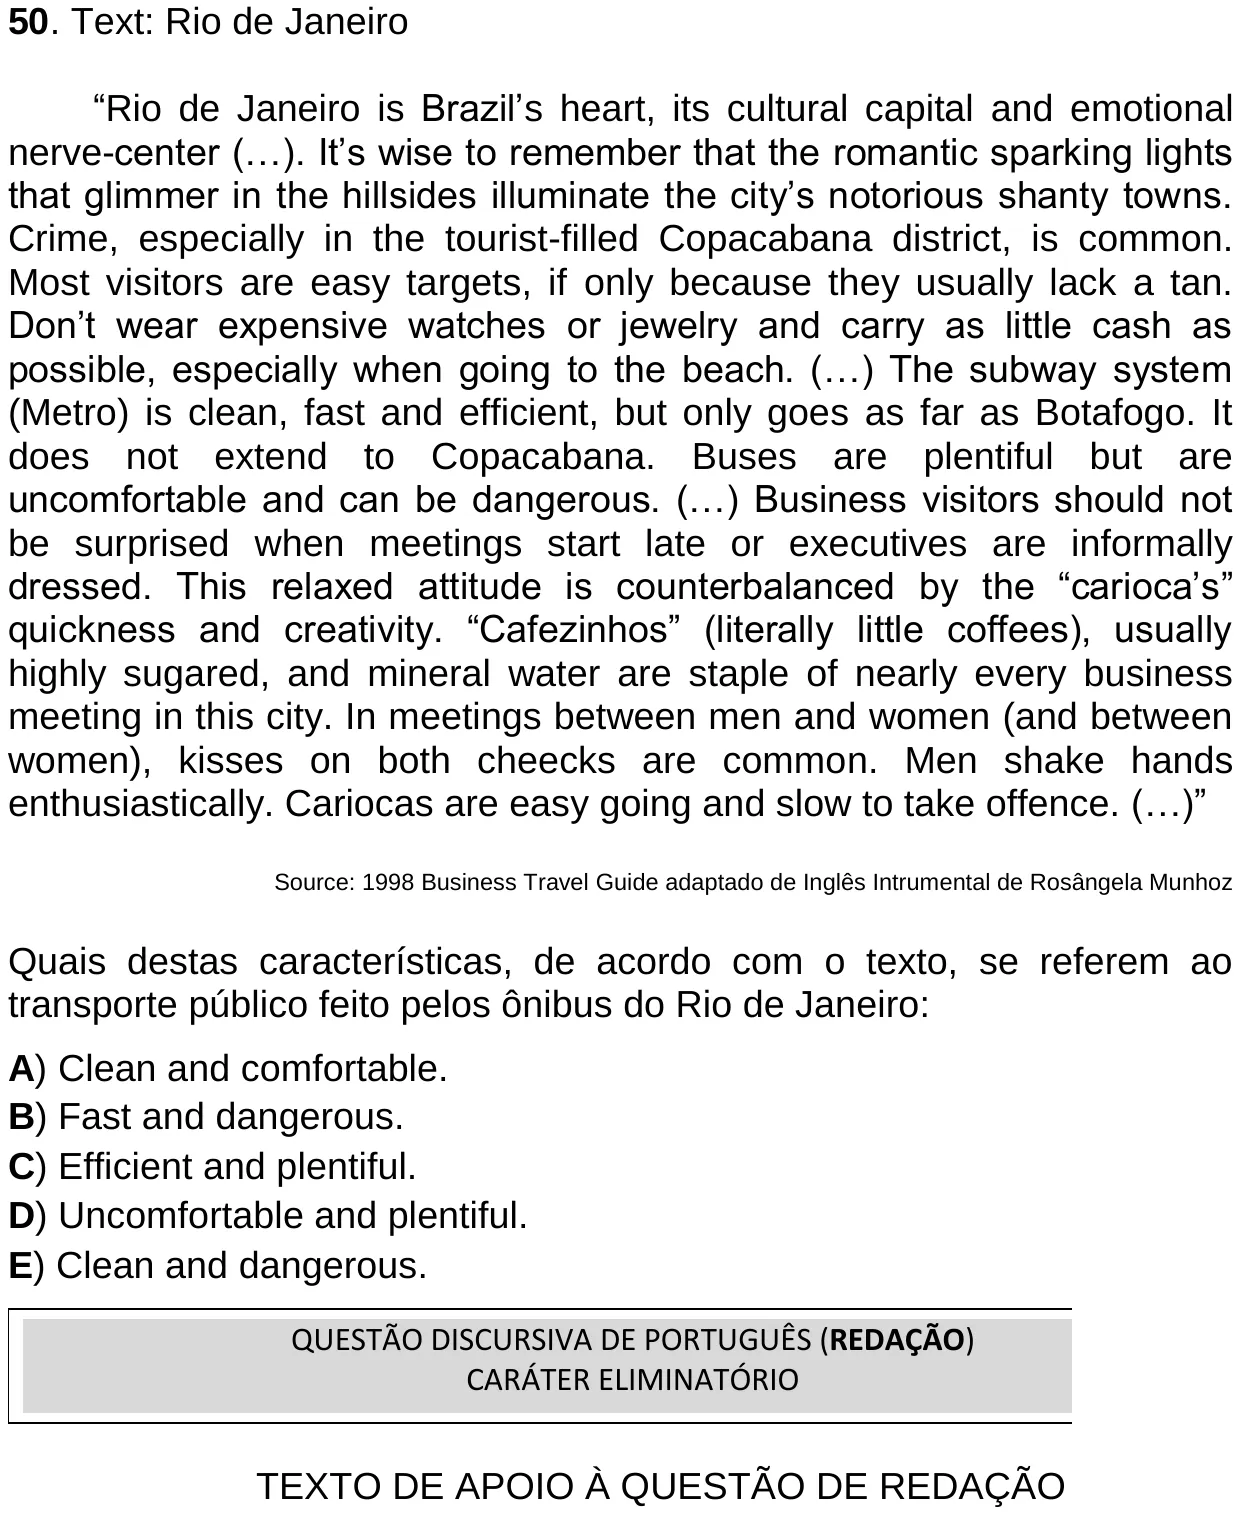 50. Text: Rio de Janeiro
“Rio de Janeiro is Brazil’s heart, its cultural capital and emotional
nerve-center (…). It’s wise to remember that the romantic sparking lights
that glimmer in the hillsides illuminate the city’s notorious shanty towns.
Crime, especially in the tourist-filled Copacabana district, is common.
Most visitors are easy targets, if only because they usually lack a tan.
Don’t wear expensive watches or jewelry and carry as little cash as
possible, especially when going to the beach. (…) The subway system
(Metro) is clean, fast and efficient, but only goes as far as Botafogo. It
does not extend to Copacabana. Buses are plentiful but are
uncomfortable and can be dangerous. (…) Business visitors should not
be surprised when meetings start late or executives are informally
dressed. This relaxed attitude is counterbalanced by the “carioca’s”
quickness and creativity. “Cafezinhos” (literally little coffees), usually
highly sugared, and mineral water are staple of nearly every business
meeting in this city. In meetings between men and women (and between
women), kisses on both cheecks are common. Men shake hands
enthusiastically. Cariocas are easy going and slow to take offence. (…)”
Source: 1998 Business Travel Guide adaptado de Inglês Intrumental de Rosângela Munhoz
Quais destas características, de acordo com o texto, se referem ao
transporte público feito pelos ônibus do Rio de Janeiro:
A) Clean and comfortable.
B) Fast and dangerous.
C) Efficient and plentiful.
D) Uncomfortable and plentiful.
E) Clean and dangerous.
QUESTÃO DISCURSIVA DE PORTUGUÊS (REDAÇÃO)
CARÁTER ELIMINATÓRIO
TEXTO DE APOIO À QUESTÃO DE REDAÇÃO